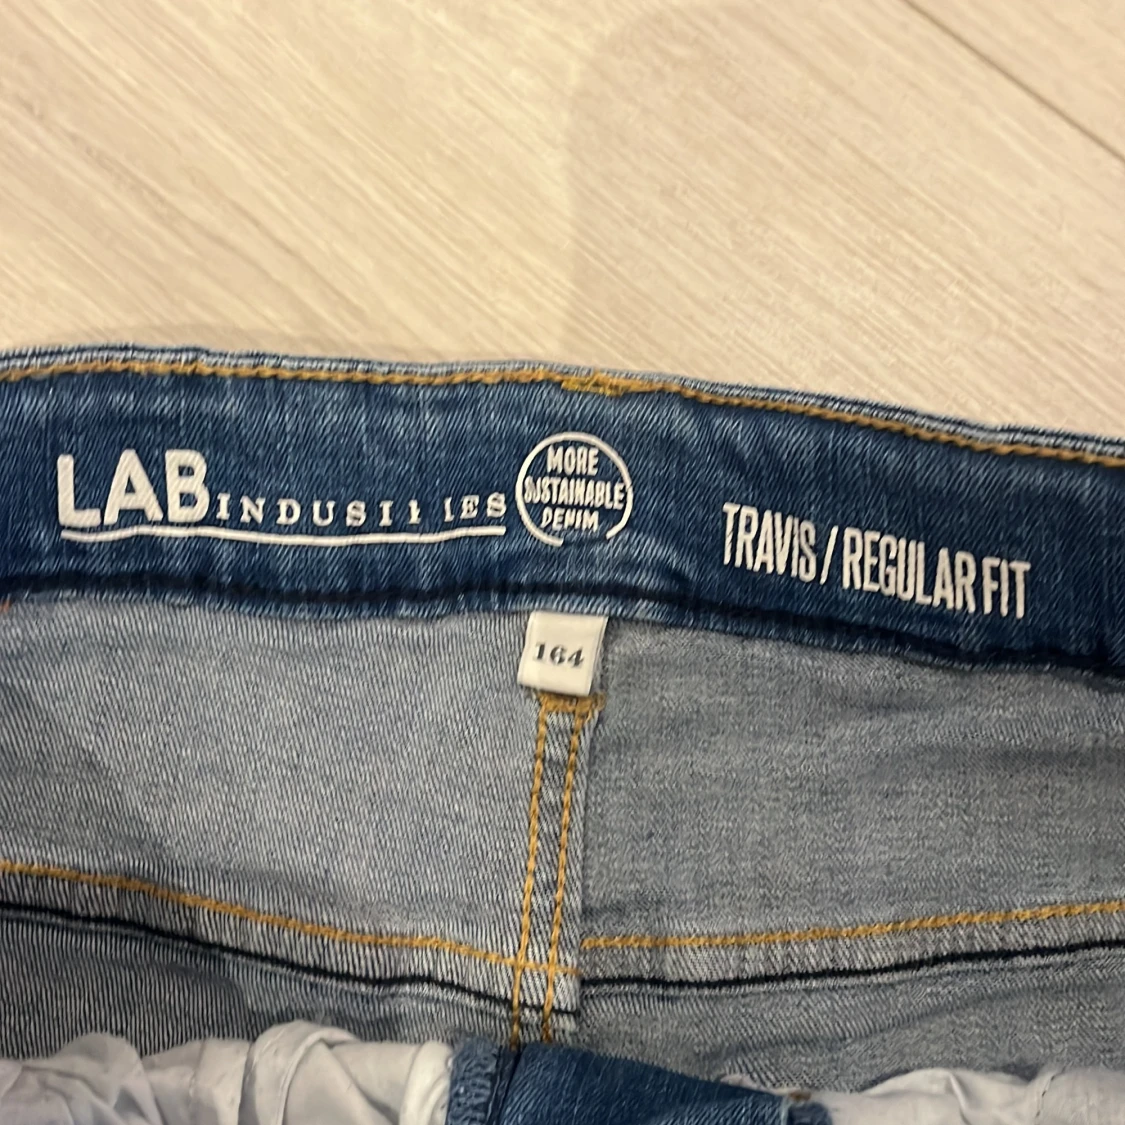 LAB INDUSTRIES
MORE
SUSTAINABLE
DENIM
TRAVIS / REGULAR FIT
164